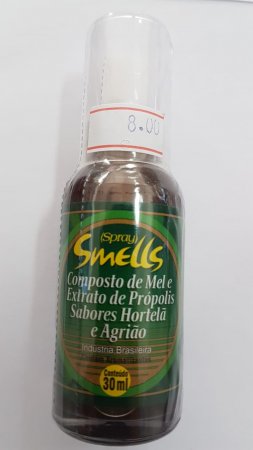 8.00
(Spray)
Smells
Composto de Mel e
Extrato de Própolis
Sabores Hortelã
e Agrião
Indústria Brasileira
Conteúdo
30 ml